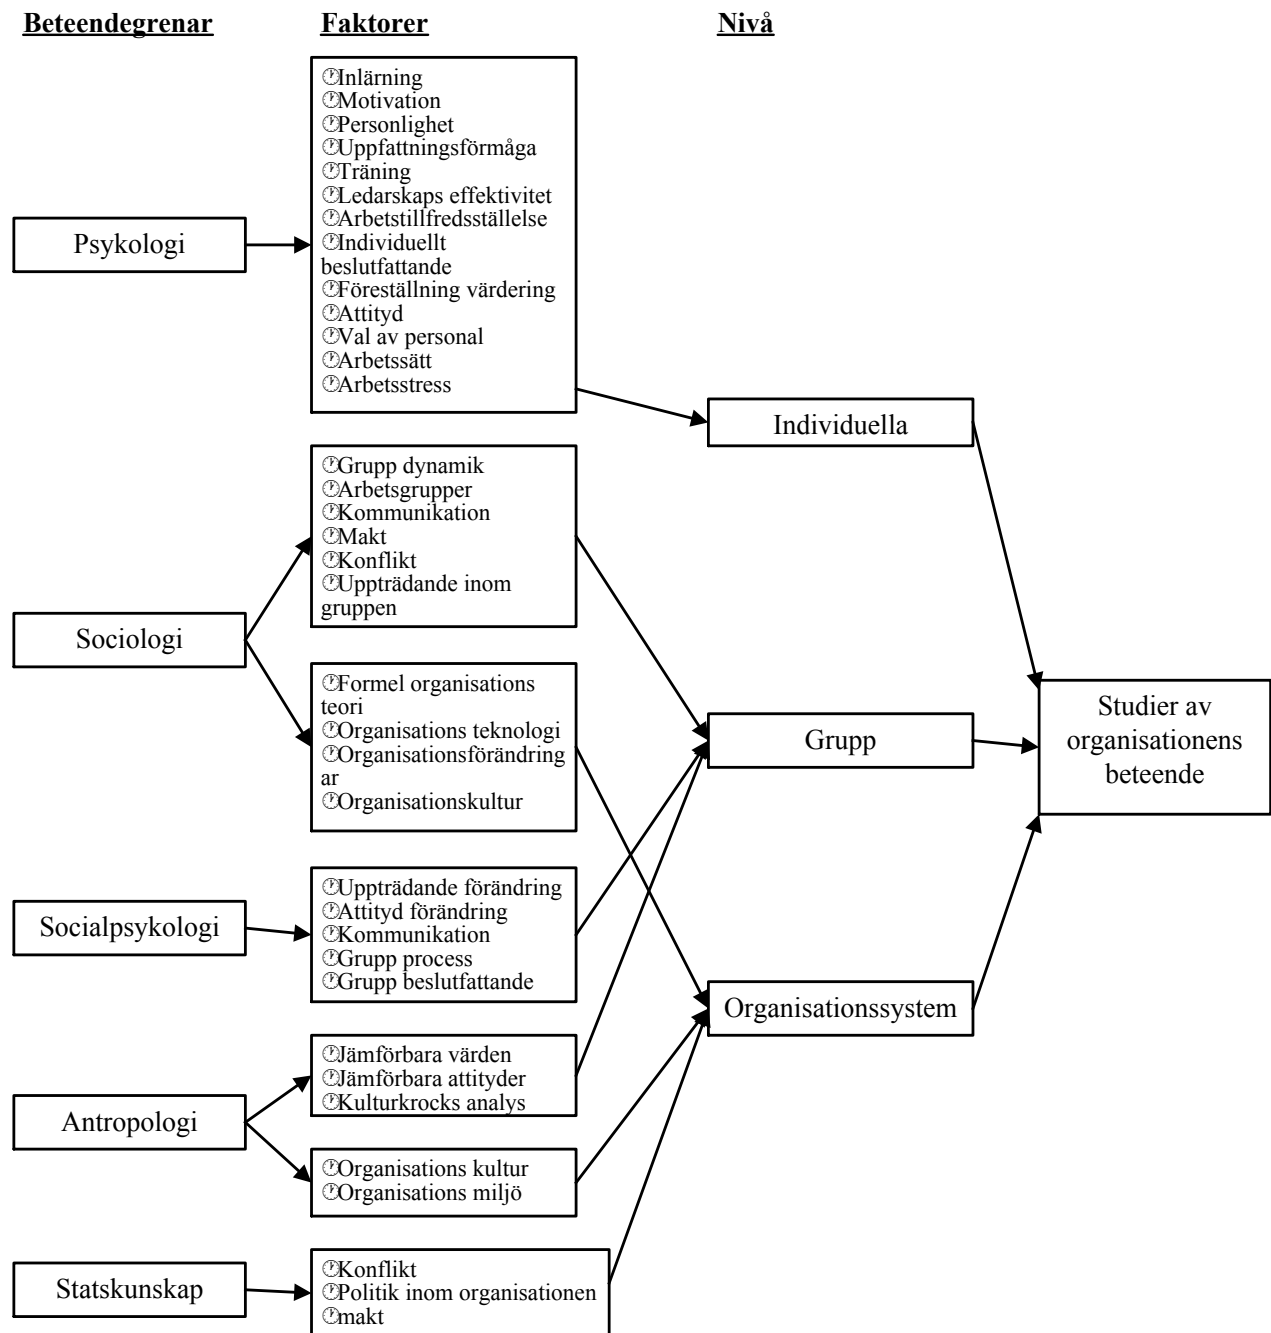 Beteendegrenar Faktorer Nivå
Psykologi
🕐Inlärning
🕐Motivation
🕐Personlighet
🕐Uppfattningsförmåga
🕐Träning
🕐Ledarskaps effektivitet
🕐Arbetstillfredsställelse
🕐Individuellt
beslutfattande
🕐Föreställning värdering
🕐Attityd
🕐Val av personal
🕐Arbetssätt
🕐Arbetsstress
Individuella
Sociologi
🕐Grupp dynamik
🕐Arbetsgrupper
🕐Kommunikation
🕐Makt
🕐Konflikt
🕐Uppträdande inom
gruppen
🕐Formel organisations
teori
🕐Organisations teknologi
🕐Organisationsförändring
ar
🕐Organisationskultur
Grupp
Studier av
organisationens
beteende
Socialpsykologi
🕐Uppträdande förändring
🕐Attityd förändring
🕐Kommunikation
🕐Grupp process
🕐Grupp beslutfattande
Organisationssystem
Antropologi
🕐Jämförbara värden
🕐Jämförbara attityder
🕐Kulturkrocks analys
🕐Organisations kultur
🕐Organisations miljö
Statskunskap
🕐Konflikt
🕐Politik inom organisationen
🕐makt